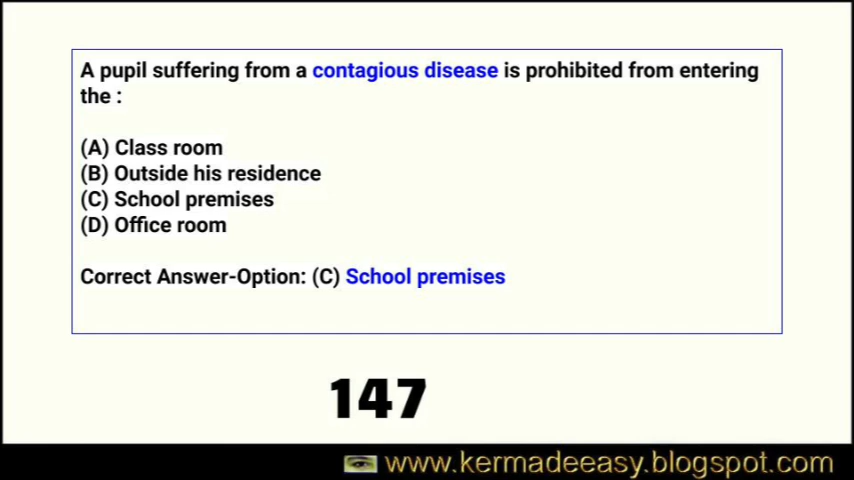 A pupil suffering from a contagious disease is prohibited from entering
the :
(A) Class room
(B) Outside his residence
(C) School premises
(D) Office room
Correct Answer-Option: (C) School premises
147
www.kermadeeasy.blogspot.com